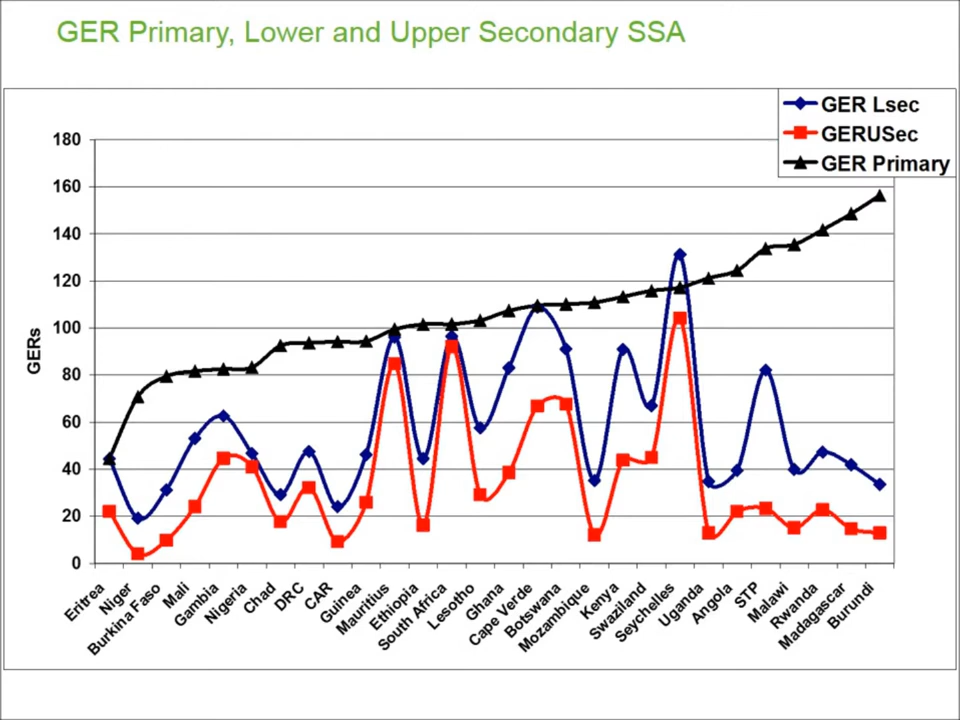 GER Primary, Lower and Upper Secondary SSA
GER Lsec
GERUSec
GER Primary
180
160
140
120
100
80
60
40
20
0
GERs
Eritrea
Niger
Burkina Faso
Mali
Gambia
Nigeria
Chad
DRC
CAR
Guinea
Mauritius
Ethiopia
South Africa
Lesotho
Ghana
Cape Verde
Botswana
Mozambique
Kenya
Swaziland
Seychelles
Uganda
Angola
STP
Malawi
Rwanda
Madagascar
Burundi